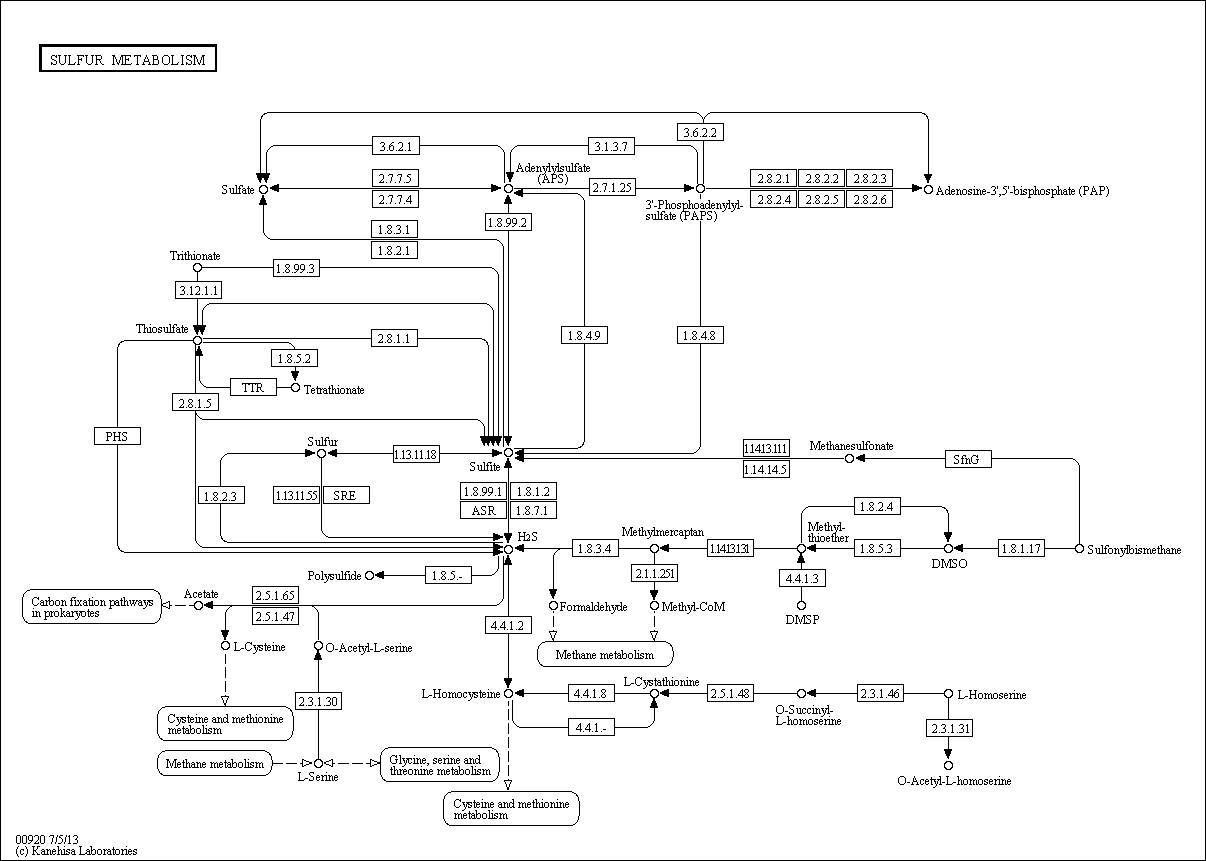 SULFUR METABOLISM
3.6.2.2
3.6.2.1
3.1.3.7
Adenylylsulfate
(APS)
2.7.7.5
2.7.7.4
2.7.1.25
2.8.2.1
2.8.2.2
2.8.2.3
2.8.2.4
2.8.2.5
2.8.2.6
Sulfate
Adenosine-3',5'-bisphosphate (PAP)
3'-Phosphoadenylyl-
sulfate (PAPS)
1.8.99.2
1.8.3.1
1.8.2.1
Trithionate
1.8.99.3
3.12.1.1
Thiosulfate
2.8.1.1
1.8.4.9
1.8.4.8
1.8.5.2
TTR
Tetrathionate
2.8.1.5
PHS
Sulfur
1.13.11.18
Sulfite
1.14.13.111
1.14.14.5
Methanesulfonate
SfnG
1.8.2.3
1.13.11.55
SRE
1.8.99.1
1.8.1.2
ASR
1.8.7.1
1.8.2.4
H2S
Methylmercaptan
Methyl-
thioether
1.8.3.4
1.14.13.131
1.8.5.3
DMSO
1.8.1.17
Sulfonylbismethane
Polysulfide
1.8.5.-
2.1.1.251
4.4.1.3
Acetate
2.5.1.65
2.5.1.47
Carbon fixation pathways
in prokaryotes
Formaldehyde
Methyl-CoM
DMSP
4.4.1.2
L-Cysteine
O-Acetyl-L-serine
Methane metabolism
L-Homocysteine
4.4.1.8
L-Cystathionine
2.5.1.48
2.3.1.46
L-Homoserine
2.3.1.30
O-Succinyl-
L-homoserine
4.4.1.-
2.3.1.31
Cysteine and methionine
metabolism
Methane metabolism
L-Serine
Glycine, serine and
threonine metabolism
O-Acetyl-L-homoserine
Cysteine and methionine
metabolism
00920 7/5/13
(c) Kanehisa Laboratories